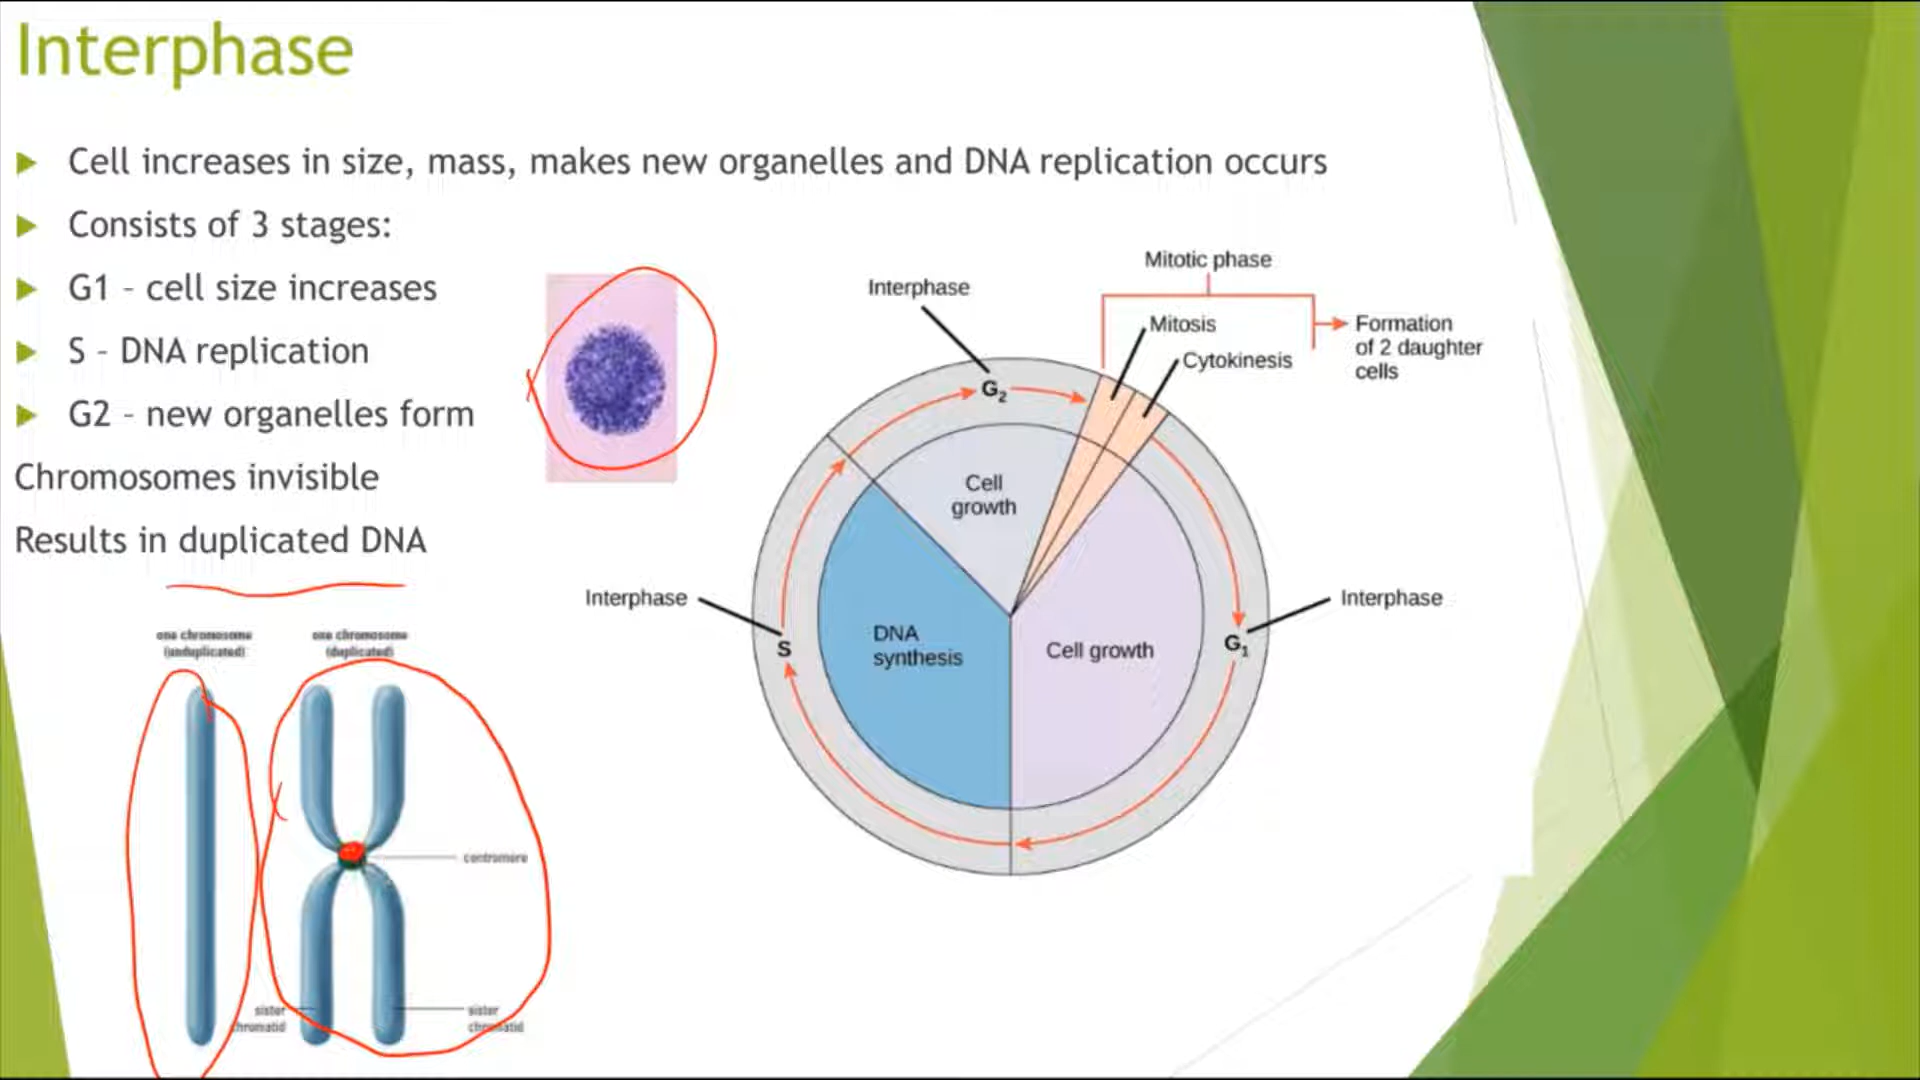 Interphase
Cell increases in size, mass, makes new organelles and DNA replication occurs
Consists of 3 stages:
G1 – cell size increases
S – DNA replication
G2 – new organelles form
Chromosomes invisible
Results in duplicated DNA
one chromosome
(unduplicated)
one chromosome
(duplicated)
centromere
sister
chromatid
sister
chromatid
Mitotic phase
Interphase
Mitosis
Cytokinesis
Formation
of 2 daughter
cells
G₂
Cell
growth
Interphase
S
DNA
synthesis
Cell growth
G₁
Interphase